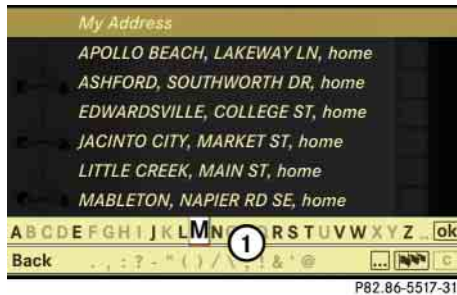 My Address
APOLLO BEACH, LAKEWAY LN, home
ASHFORD, SOUTHWORTH DR, home
EDWARDSVILLE, COLLEGE ST, home
JACINTO CITY, MARKET ST, home
LITTLE CREEK, MAIN ST, home
MABLETON, NAPIER RD SE, home
A B C D E F G H I J K L M N Q R S T U V W X Y Z _ ok
1
Back . , : ? - " ( ) / \ ! & ' @ ... C
P82.86-5517-31